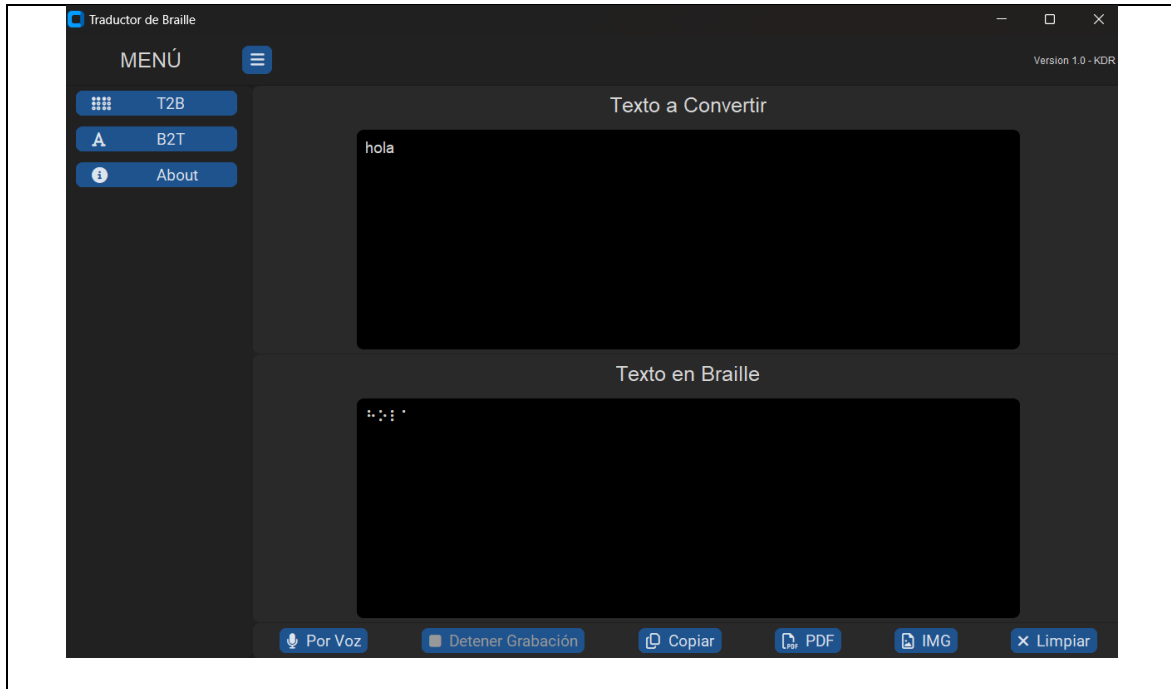 Traductor de Braille
MENÚ
Version 1.0 - KDR
T2B
B2T
About
Texto a Convertir
hola
Texto en Braille
⠓⠕⠇⠁
Por Voz
Detener Grabación
Copiar
PDF
IMG
Limpiar